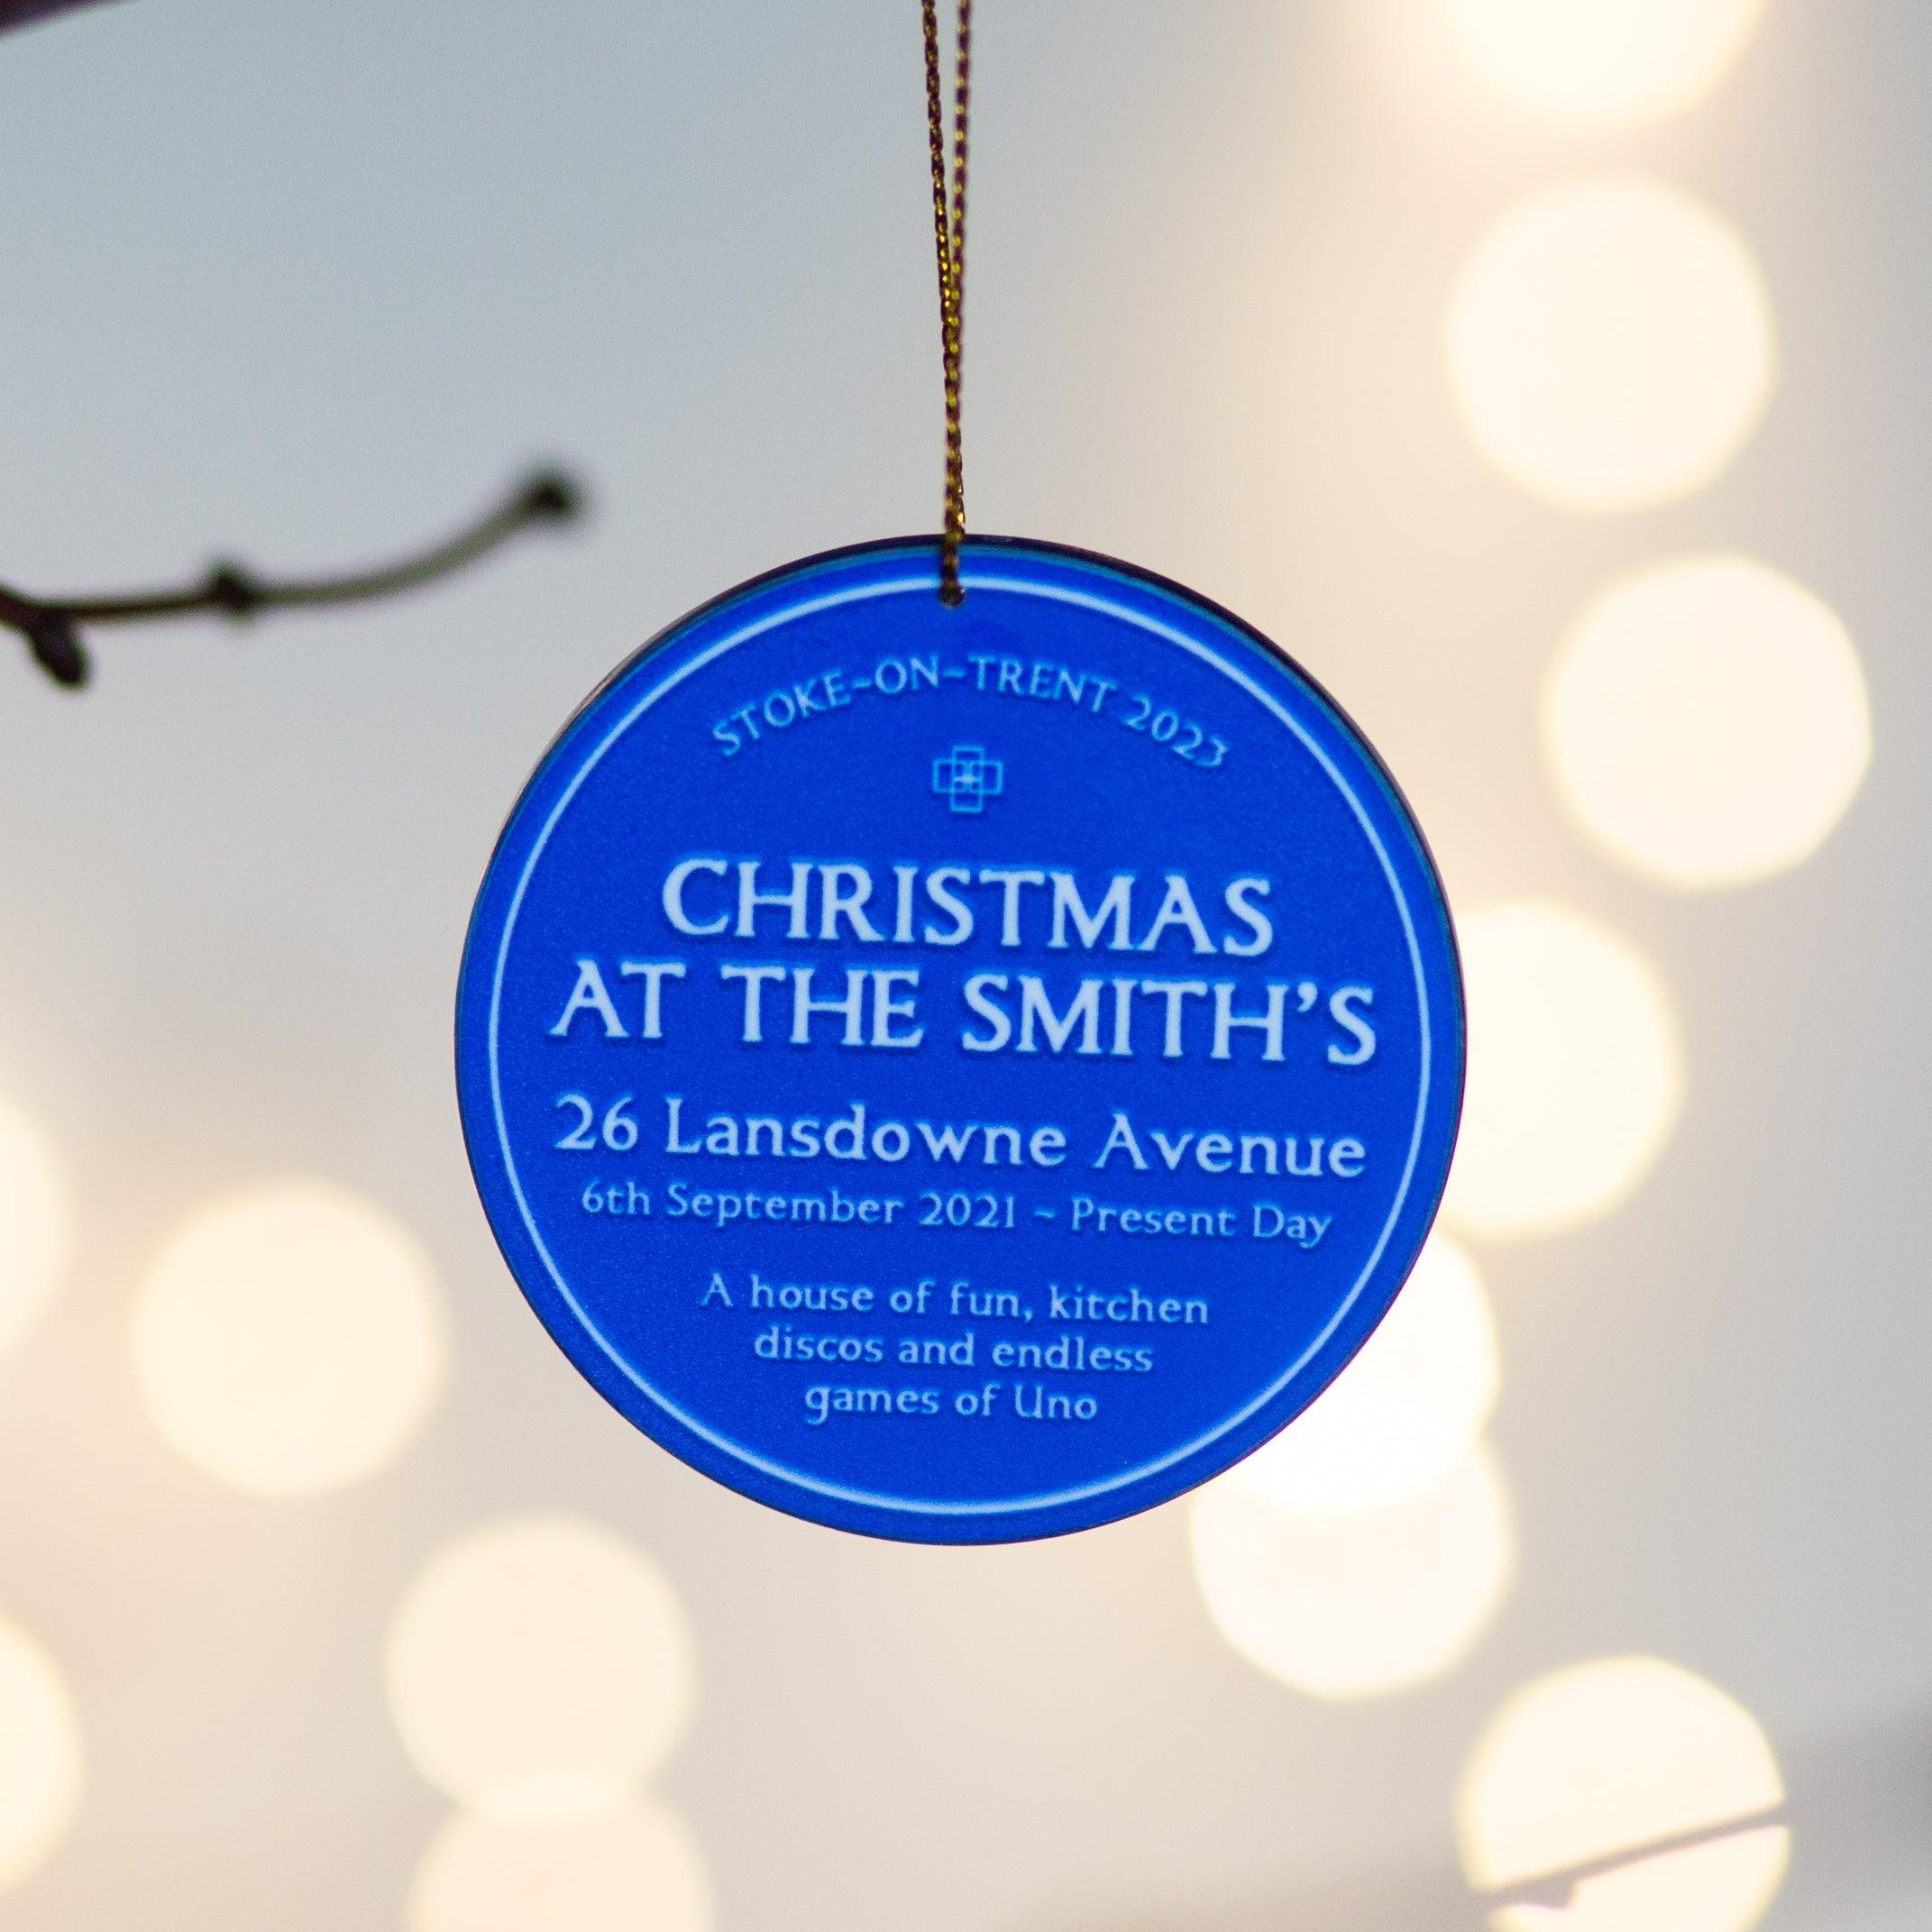 STOKE~ON~TRENT 2023
CHRISTMAS
AT THE SMITH’S
26 Lansdowne Avenue
6th September 2021 ~ Present Day
A house of fun, kitchen
discos and endless
games of Uno